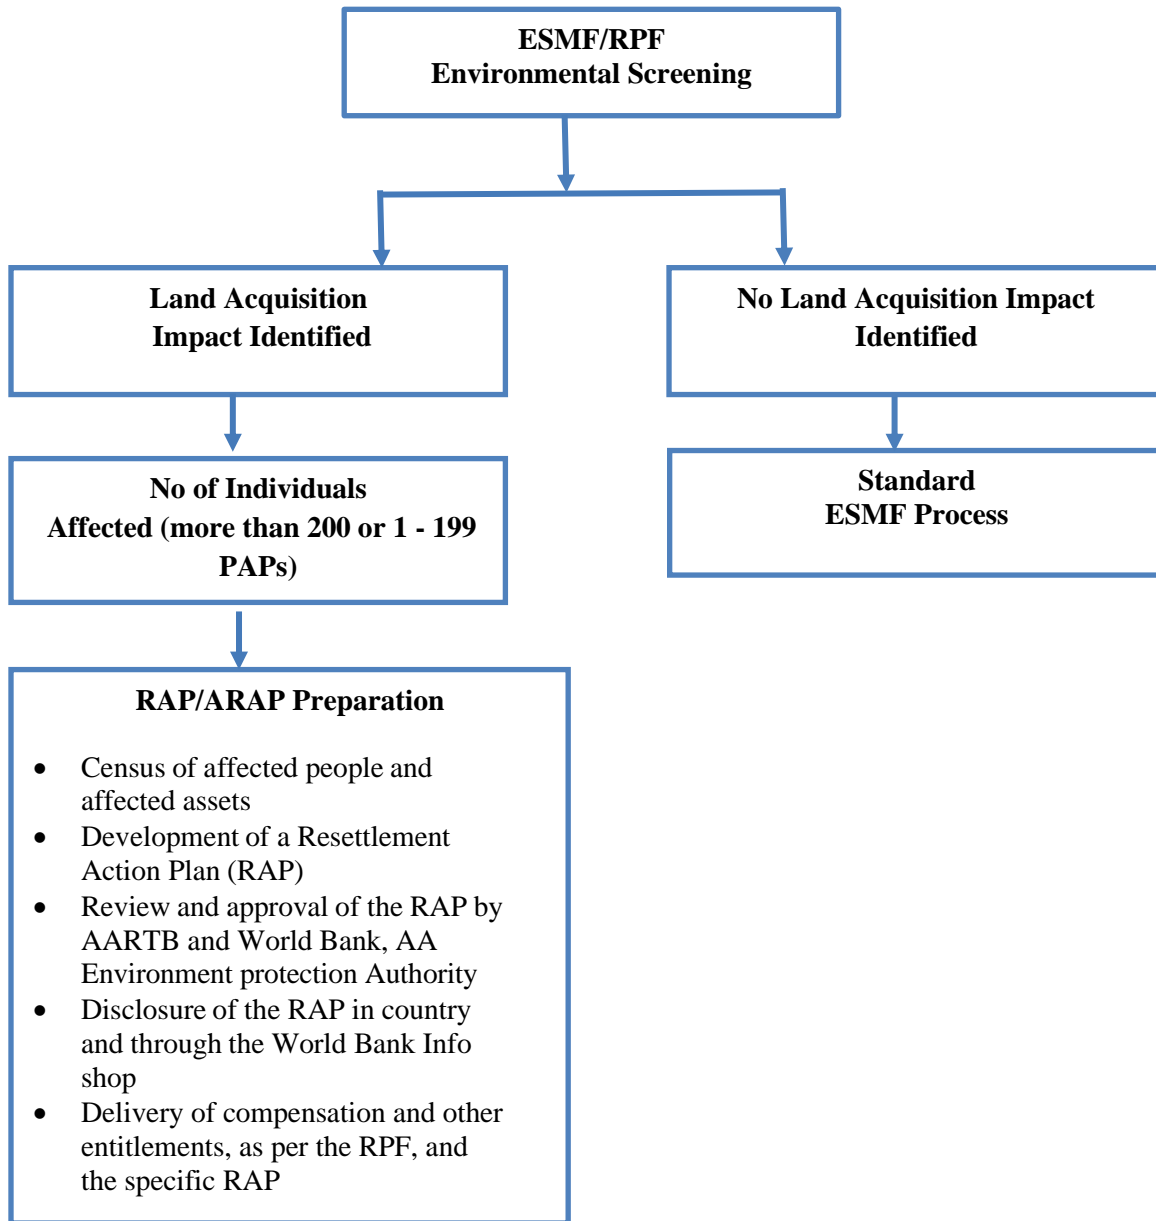 ESMF/RPF
Environmental Screening
Land Acquisition
Impact Identified
No Land Acquisition Impact
Identified
No of Individuals
Affected (more than 200 or 1 - 199
PAPs)
Standard
ESMF Process
RAP/ARAP Preparation
• Census of affected people and
affected assets
• Development of a Resettlement
Action Plan (RAP)
• Review and approval of the RAP by
AARTB and World Bank, AA
Environment protection Authority
• Disclosure of the RAP in country
and through the World Bank Info
shop
• Delivery of compensation and other
entitlements, as per the RPF, and
the specific RAP